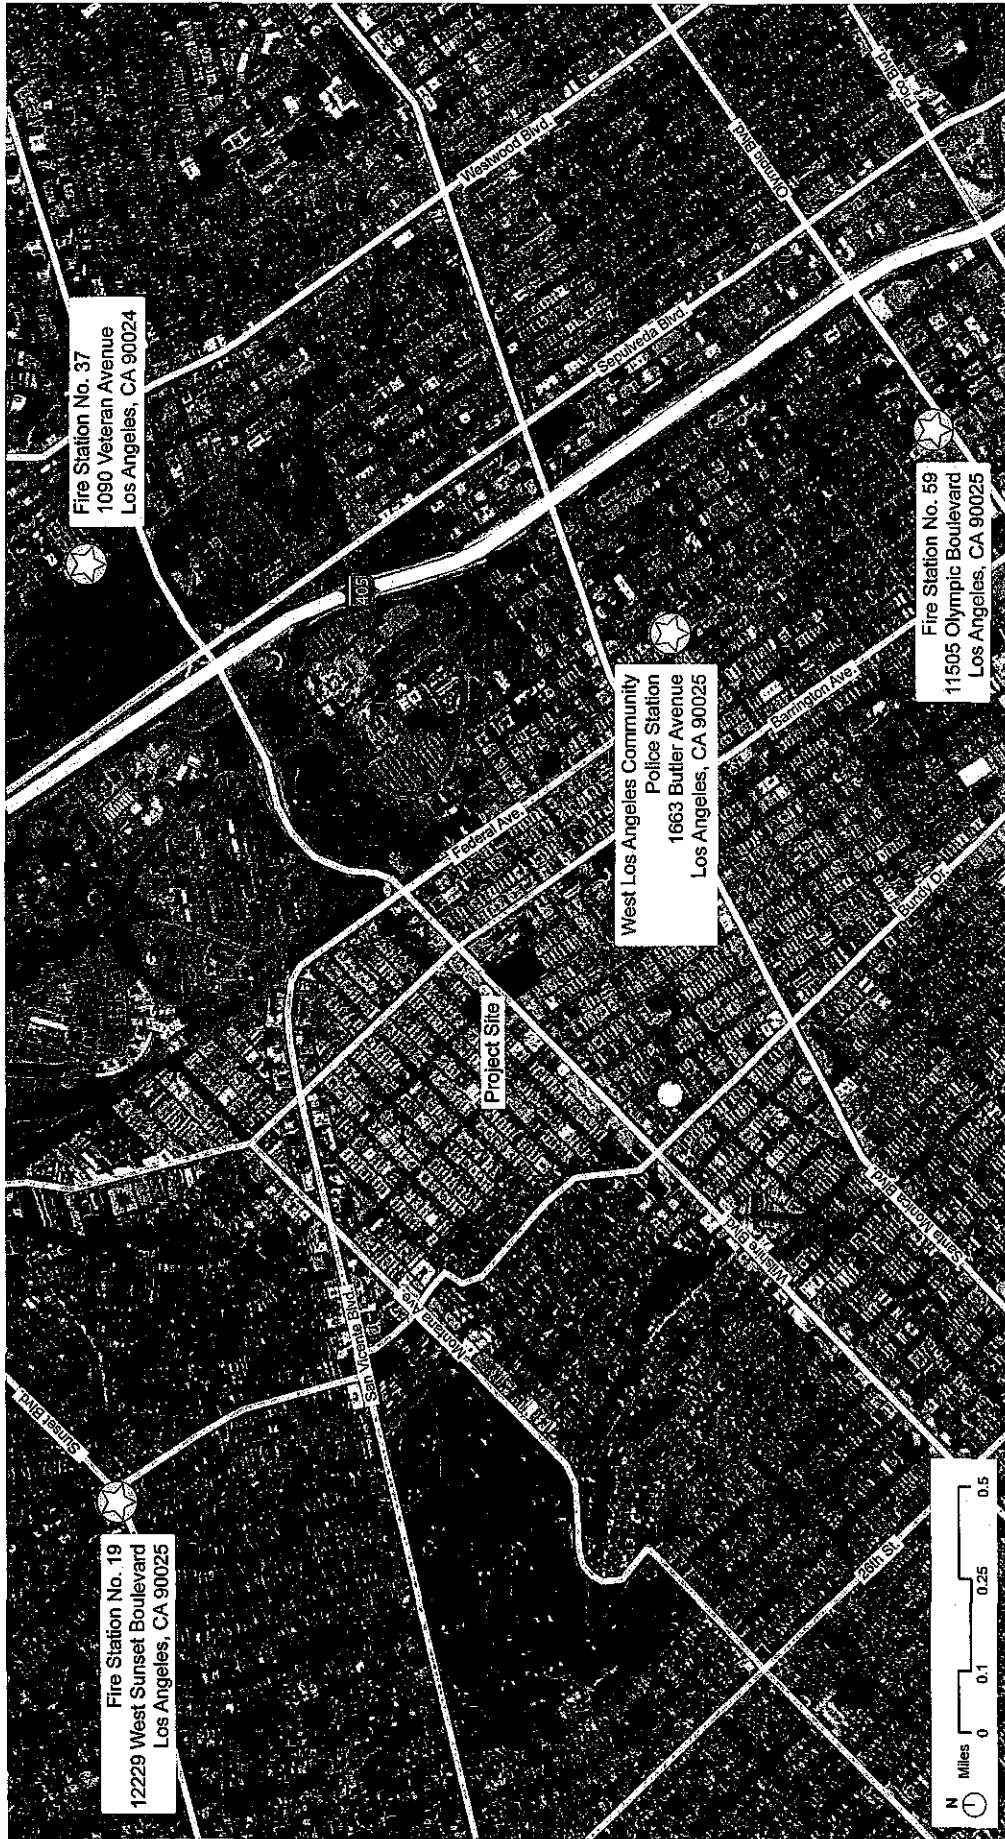 Fire Station No. 19
12229 West Sunset Boulevard
Los Angeles, CA 90025
Sunset Blvd.
San Vicente Blvd.
Montana Ave.
Fire Station No. 37
1090 Veteran Avenue
Los Angeles, CA 90024
405
Westwood Blvd.
Sepulveda Blvd.
Federal Ave.
Project Site
West Los Angeles Community
Police Station
1663 Butler Avenue
Los Angeles, CA 90025
Barrington Ave.
Olympic Blvd.
Pico Blvd.
Wilshire Blvd.
Santa Monica Blvd.
Bundy Dr.
26th St.
Fire Station No. 59
11505 Olympic Boulevard
Los Angeles, CA 90025
N
Miles
0 0.1 0.25 0.5